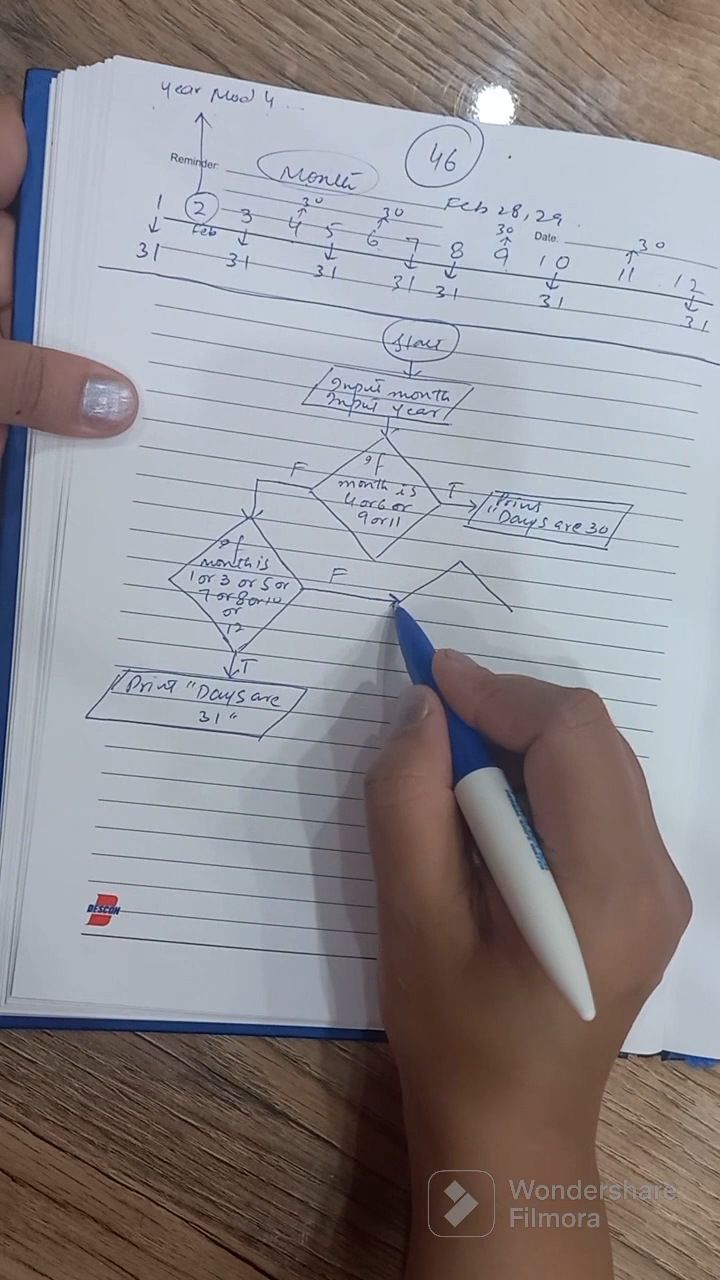 Year Mod 4...
46
Reminder:
Month
Feb 28, 29
Date:
30 30 30 30
1 2 3 4 5 6 7 8 9 10 11 12
Feb
31 31 31 31 31 31 31
Start
Input month
Input year
If
month is
4 or 6 or
9 or 11
F
T
Print
"Days are 30
If
month is
1 or 3 or 5 or
7 or 8 or 10
or
12
F
T
Print "Days are
31"
DESCON
Wondershare
Filmora